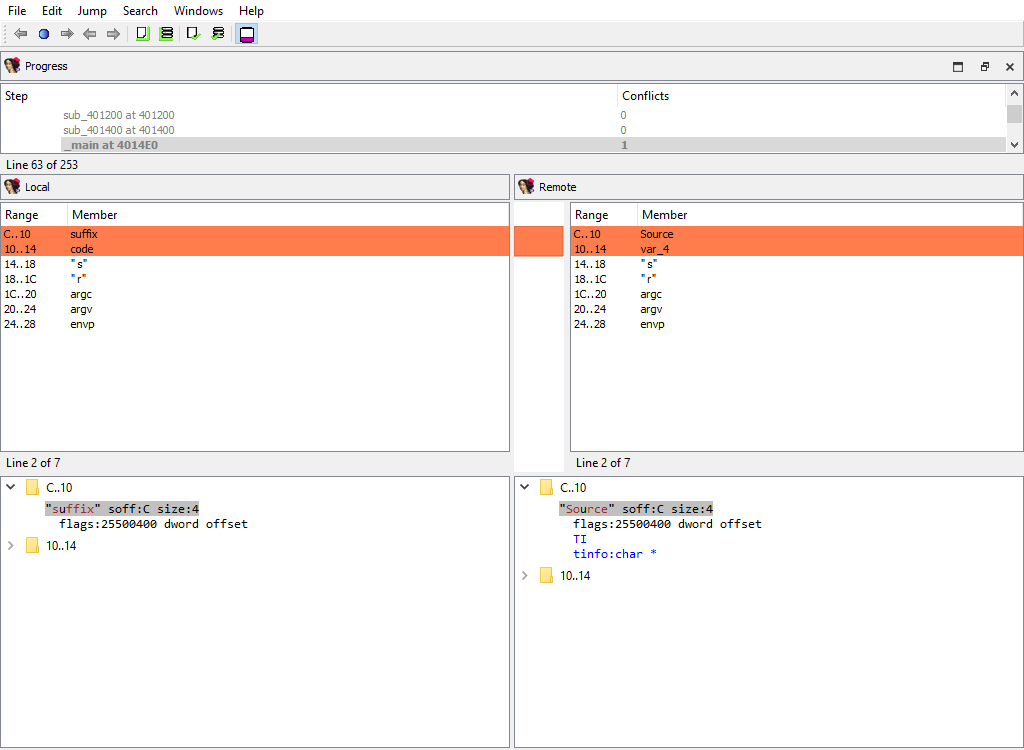 File Edit Jump Search Windows Help
Progress
Step Conflicts
sub_401200 at 401200 0
sub_401400 at 401400 0
_main at 4014E0 1
Line 63 of 253
Local
Range Member
C..10 suffix
10..14 code
14..18 "s"
18..1C "r"
1C..20 argc
20..24 argv
24..28 envp
Line 2 of 7
Remote
Range Member
C..10 Source
10..14 var_4
14..18 "s"
18..1C "r"
1C..20 argc
20..24 argv
24..28 envp
Line 2 of 7
C..10
"suffix" soff:C size:4
flags:25500400 dword offset
10..14
C..10
"Source" soff:C size:4
flags:25500400 dword offset
TI
tinfo:char *
10..14